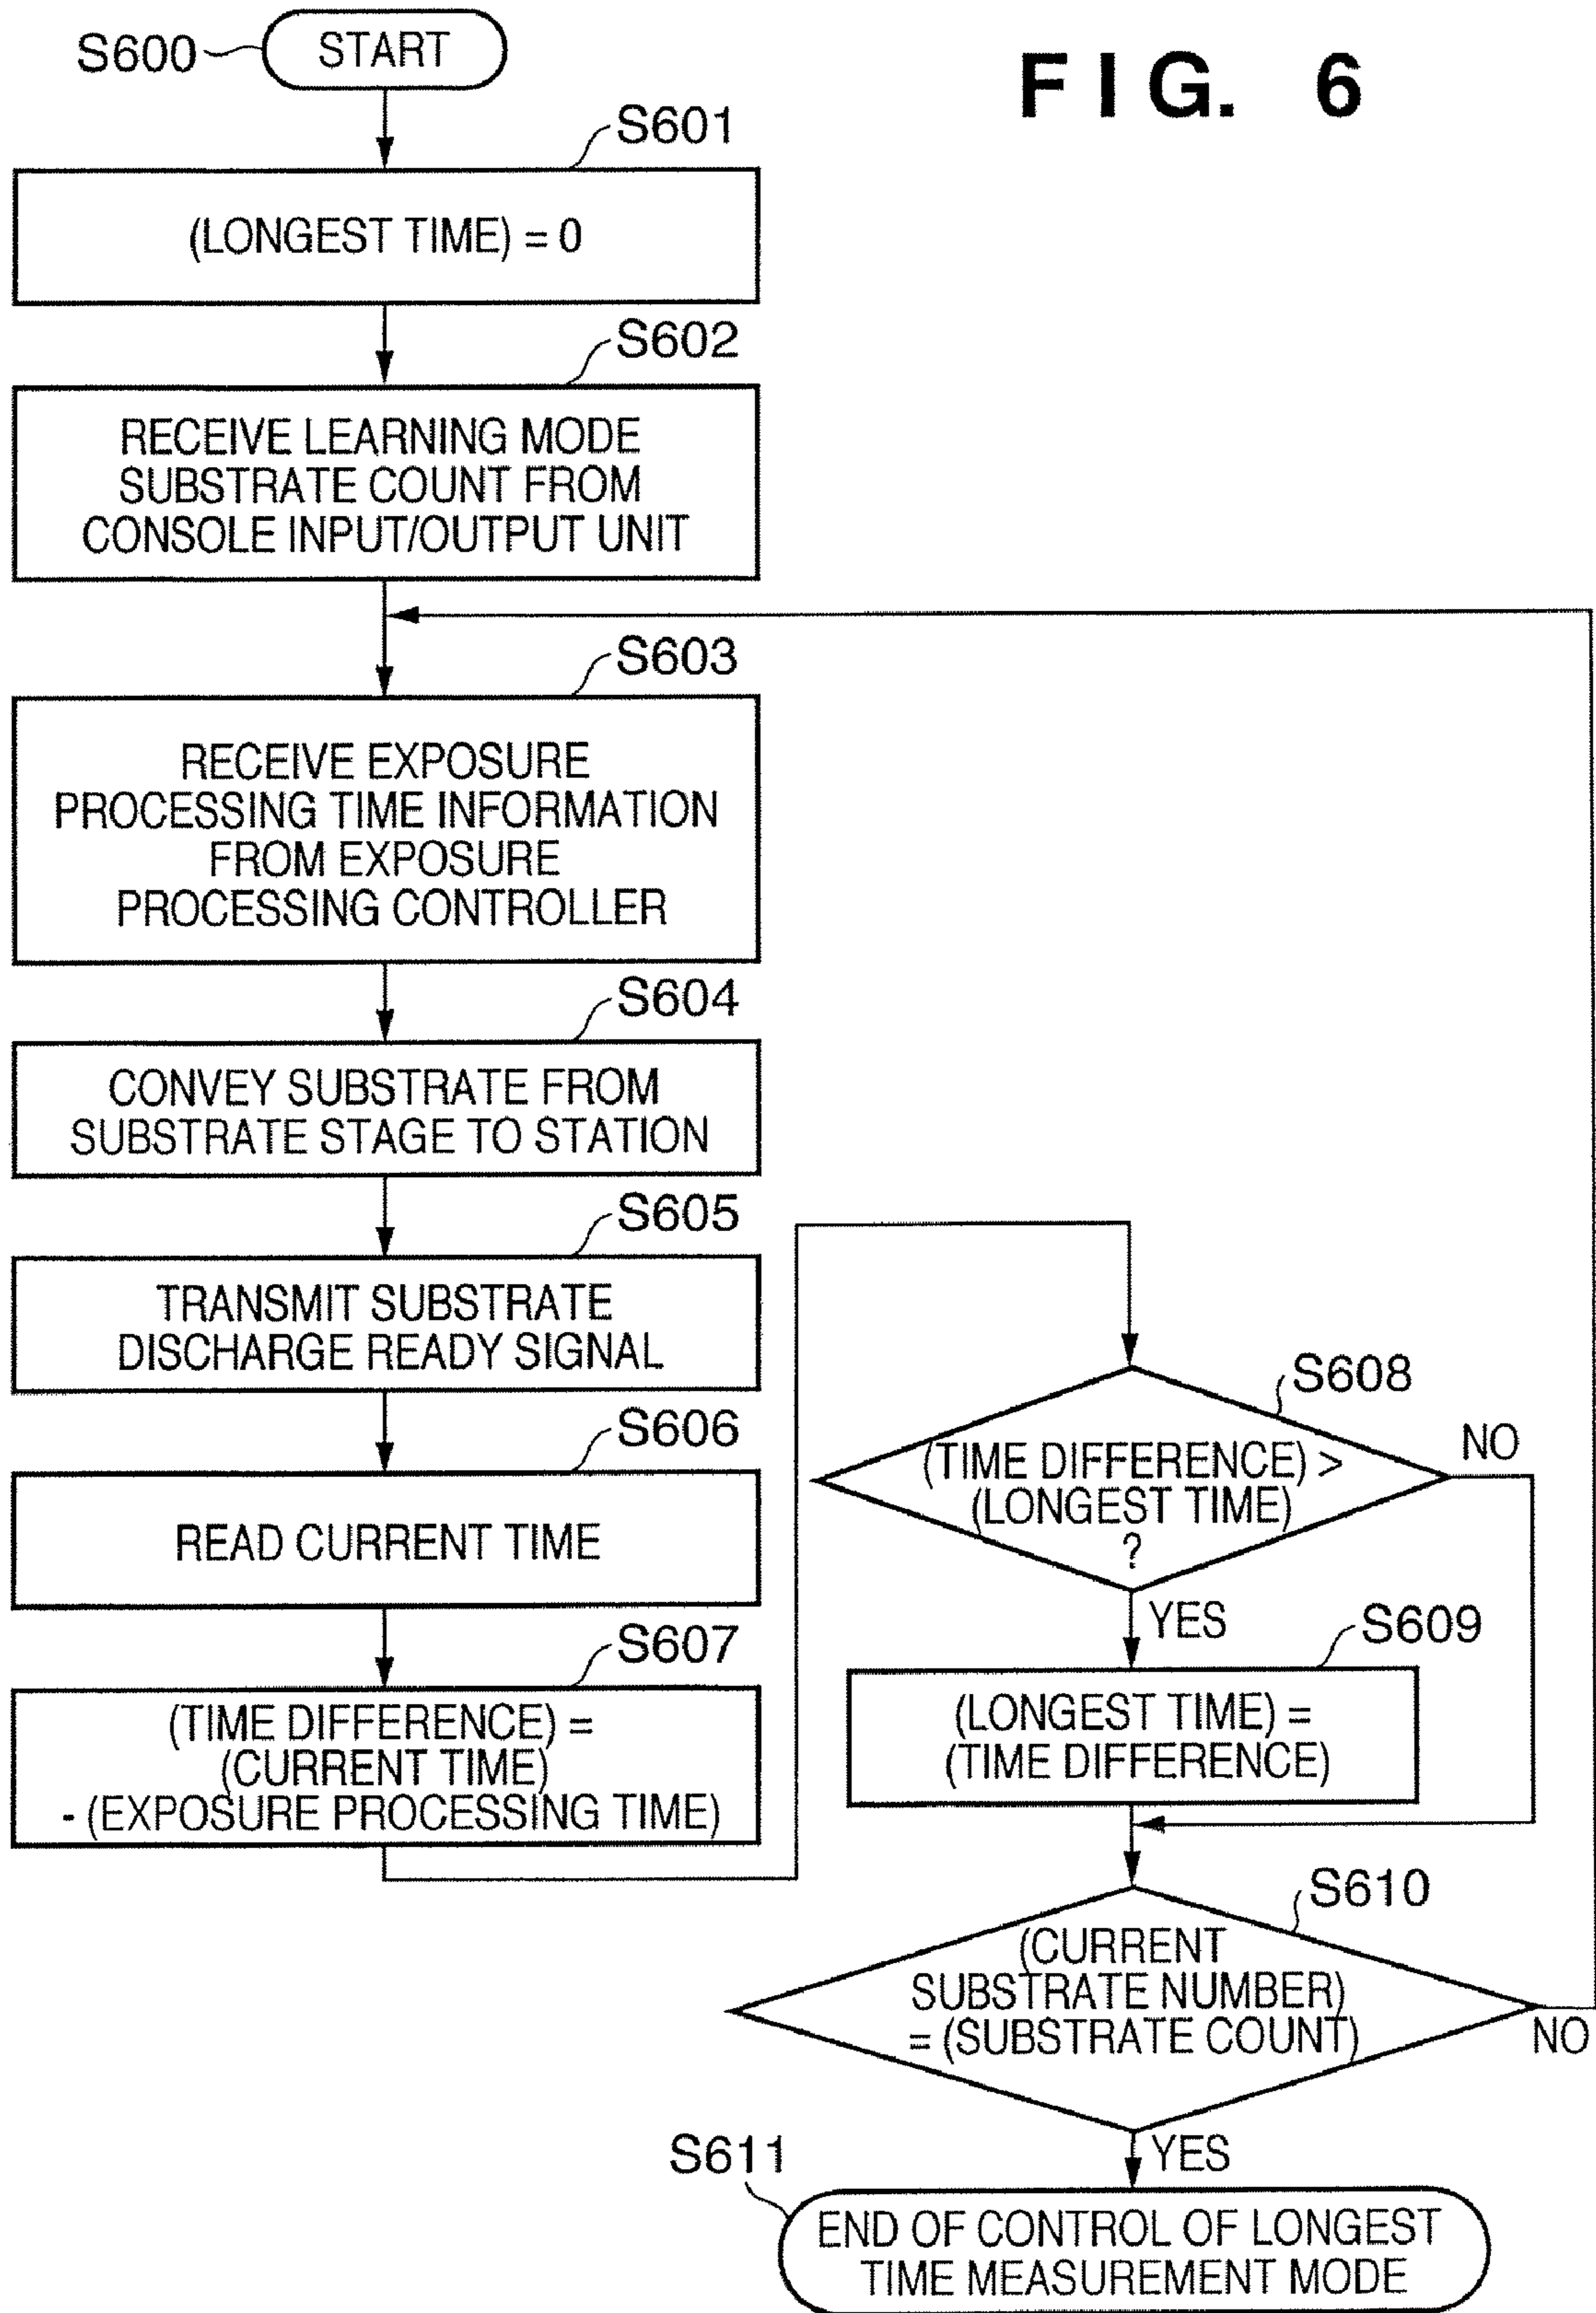 FIG. 6
S600
START
S601
(LONGEST TIME) = 0
S602
RECEIVE LEARNING MODE
SUBSTRATE COUNT FROM
CONSOLE INPUT/OUTPUT UNIT
S603
RECEIVE EXPOSURE
PROCESSING TIME INFORMATION
FROM EXPOSURE
PROCESSING CONTROLLER
S604
CONVEY SUBSTRATE FROM
SUBSTRATE STAGE TO STATION
S605
TRANSMIT SUBSTRATE
DISCHARGE READY SIGNAL
S606
READ CURRENT TIME
S607
(TIME DIFFERENCE) =
(CURRENT TIME)
- (EXPOSURE PROCESSING TIME)
S608
(TIME DIFFERENCE) >
(LONGEST TIME)
?
NO
YES
S609
(LONGEST TIME) =
(TIME DIFFERENCE)
S610
(CURRENT
SUBSTRATE NUMBER)
= (SUBSTRATE COUNT)
NO
YES
S611
END OF CONTROL OF LONGEST
TIME MEASUREMENT MODE